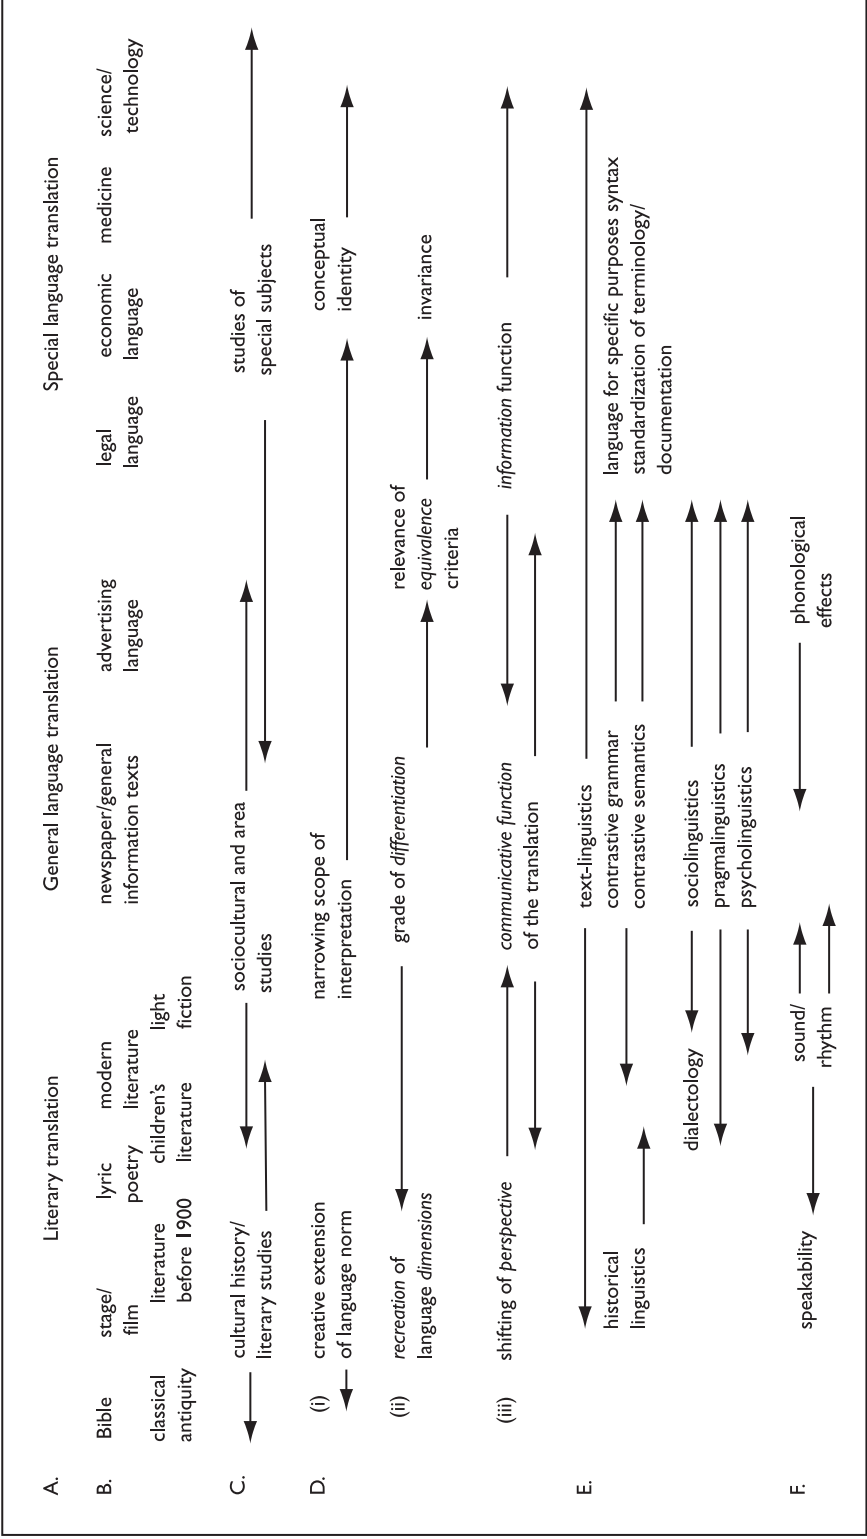 A.
Literary translation
General language translation
Special language translation
B.
Bible
classical
antiquity
stage/
film
literature
before 1900
lyric
poetry
children's
literature
modern
literature
light
fiction
newspaper/general
information texts
advertising
language
legal
language
economic
language
medicine
science/
technology
C.
cultural history/
literary studies
sociocultural and area
studies
studies of
special subjects
D.
(i)
creative extension
of language norm
narrowing scope of
interpretation
conceptual
identity
(ii)
recreation of
language dimensions
grade of differentiation
relevance of
equivalence
criteria
invariance
(iii)
shifting of perspective
communicative function
of the translation
information function
E.
text-linguistics
historical
linguistics
contrastive grammar
contrastive semantics
language for specific purposes syntax
standardization of terminology/
documentation
dialectology
sociolinguistics
pragmalinguistics
psycholinguistics
F.
speakability
sound/
rhythm
phonological
effects